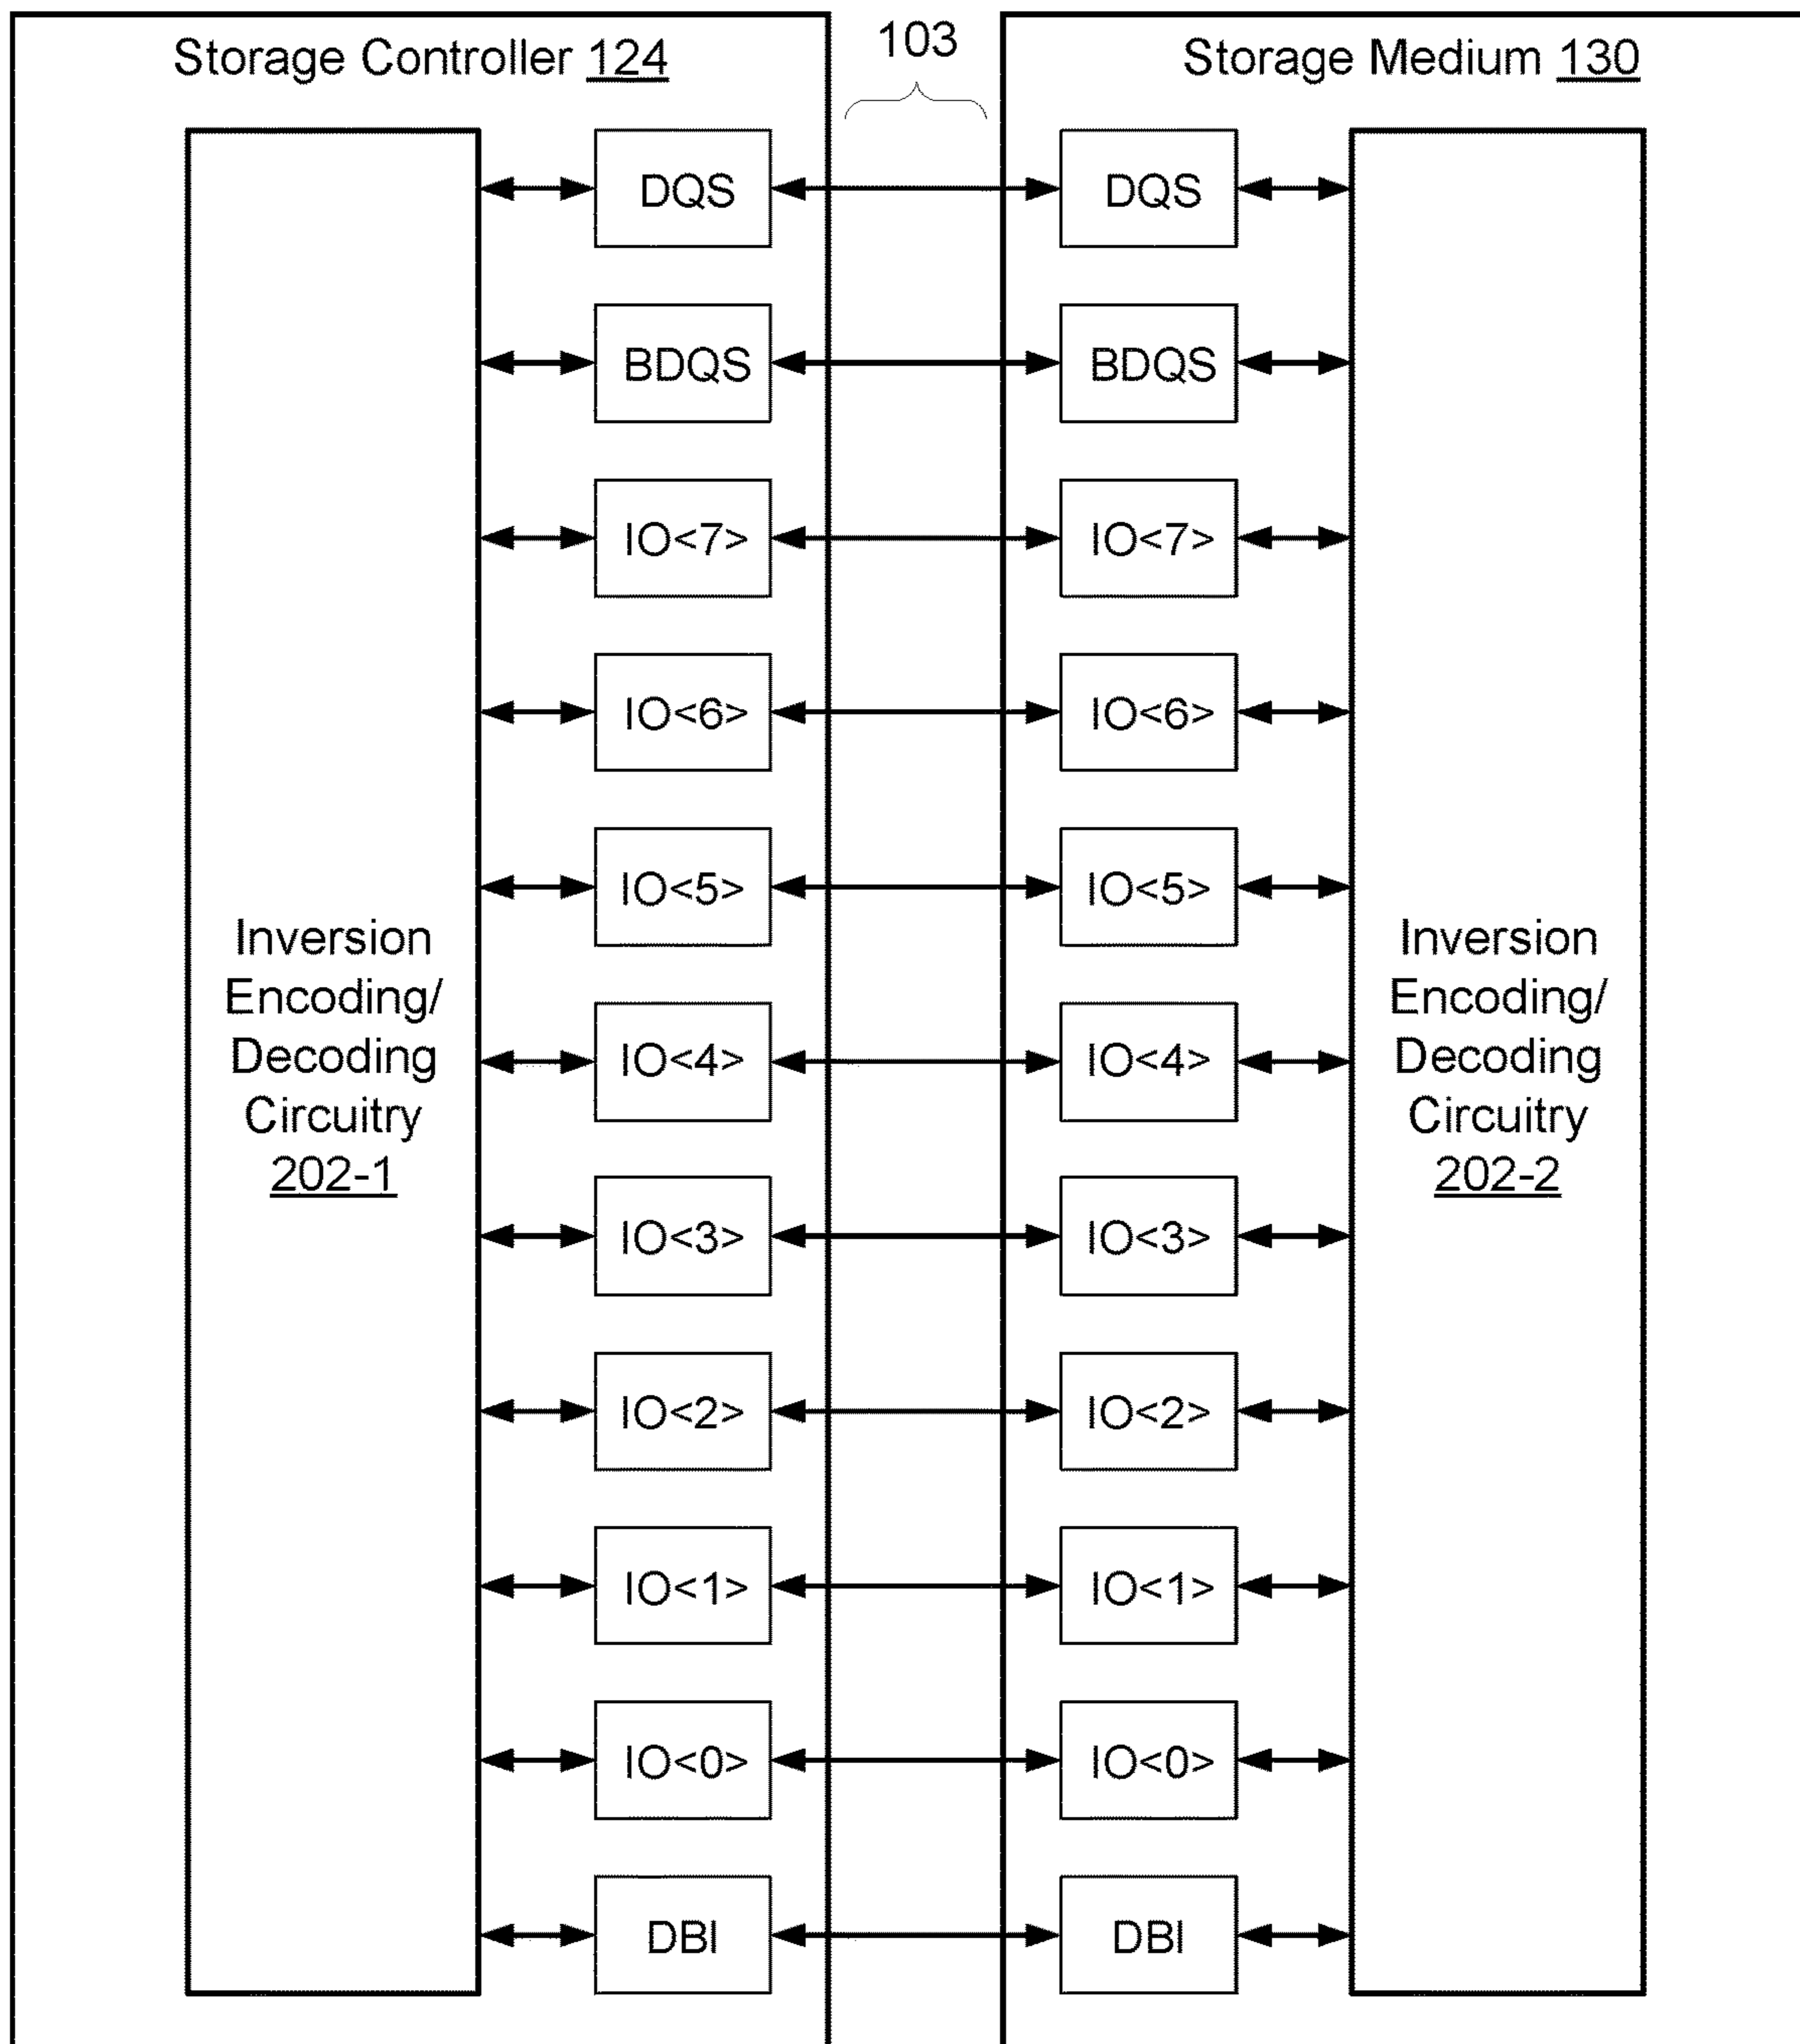 Storage Controller 124
103
Storage Medium 130
DQS
DQS
BDQS
BDQS
IO<7>
IO<7>
IO<6>
IO<6>
IO<5>
IO<5>
Inversion
Encoding/
Decoding
Circuitry
202-1
Inversion
Encoding/
Decoding
Circuitry
202-2
IO<4>
IO<4>
IO<3>
IO<3>
IO<2>
IO<2>
IO<1>
IO<1>
IO<0>
IO<0>
DBI
DBI